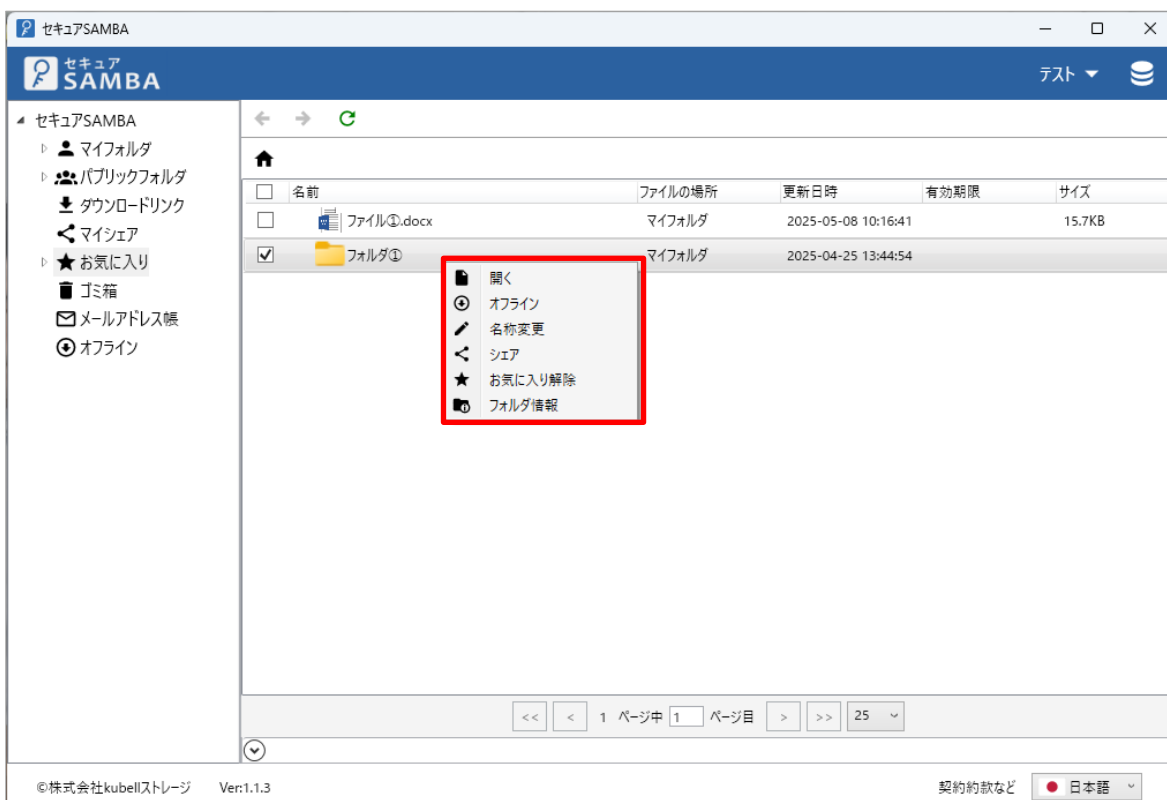 セキュアSAMBA
セキュア
SAMBA
テスト
セキュアSAMBA
マイフォルダ
パブリックフォルダ
ダウンロードリンク
マイシェア
お気に入り
ゴミ箱
メールアドレス帳
オフライン
名前 ファイルの場所 更新日時 有効期限 サイズ
ファイル①.docx マイフォルダ 2025-05-08 10:16:41 15.7KB
フォルダ① マイフォルダ 2025-04-25 13:44:54
開く
オフライン
名称変更
シェア
お気に入り解除
フォルダ情報
<< < 1 ページ中 1 ページ目 > >> 25
©株式会社kubellストレージ Ver:1.1.3 契約約款など 日本語